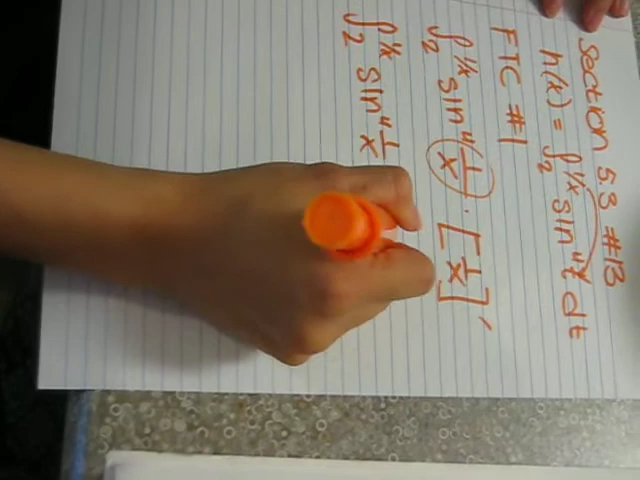 Section 5.3 #13
h(x) = ∫₂^1/x sin⁴t dt
FTC #1
∫₂^1/x sin⁴(1/x) · [1/x]′
∫₂^1/x sin⁴ 1/x